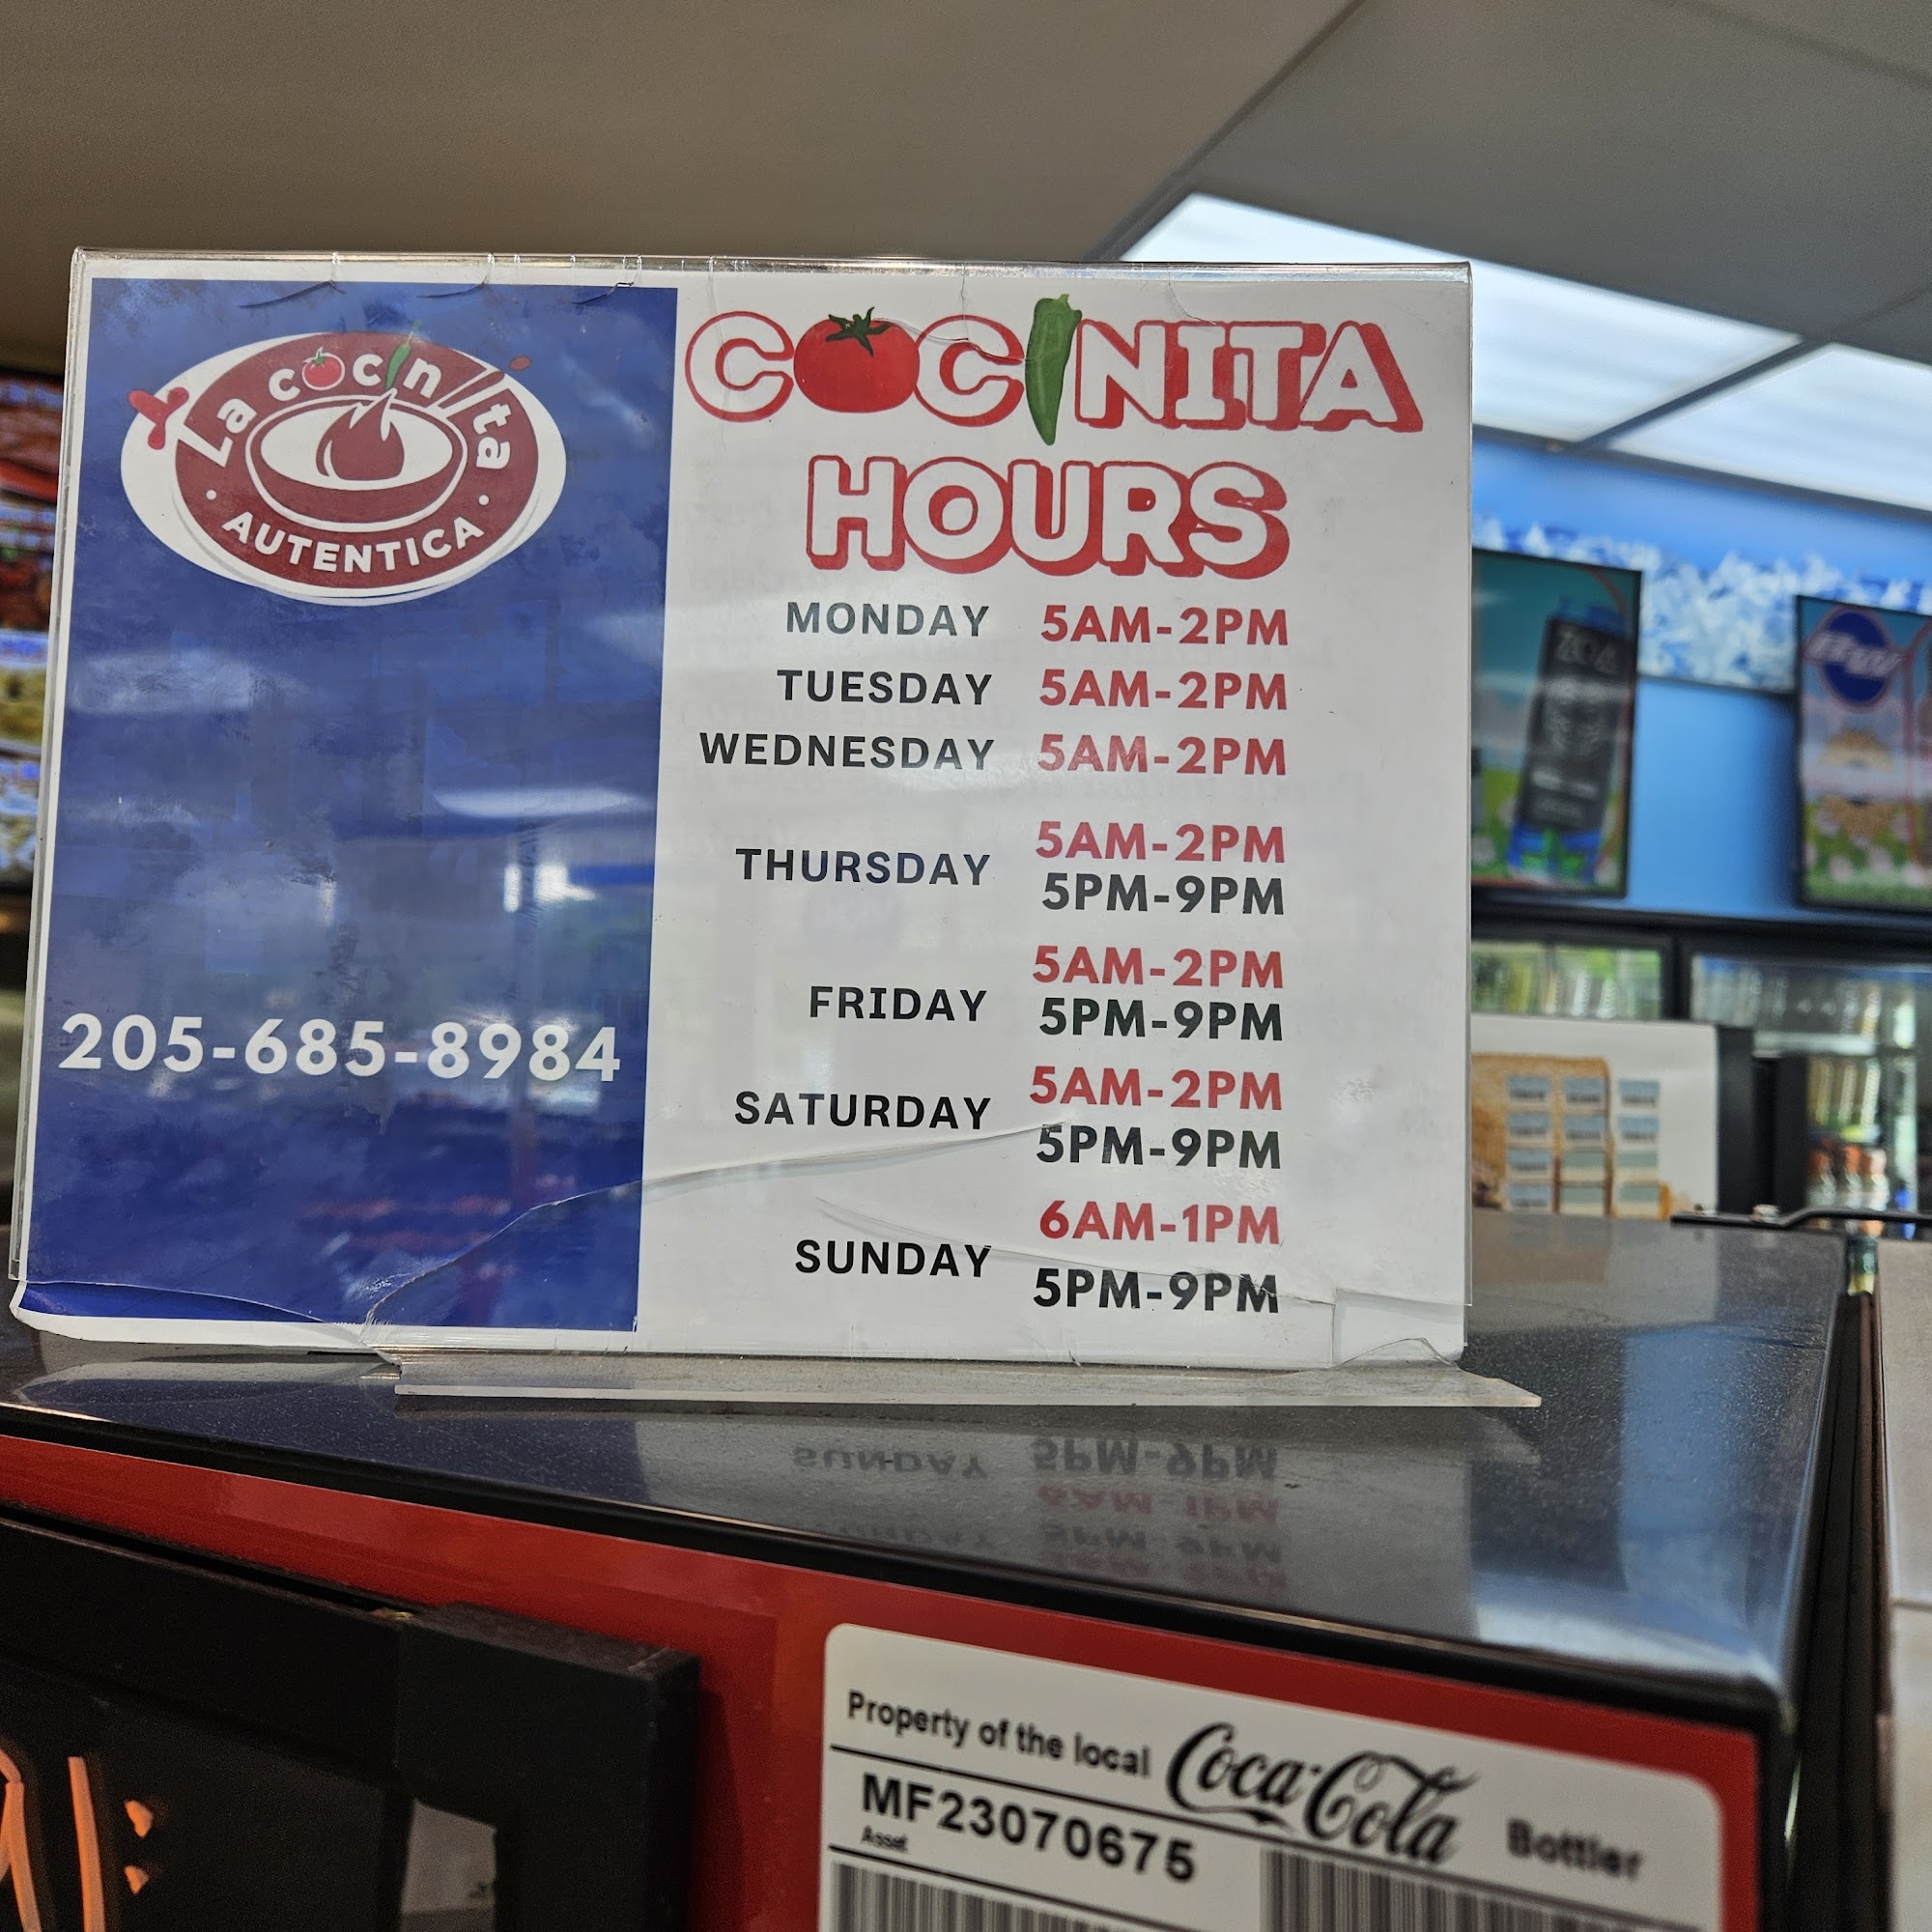 La cocinita
AUTENTICA
205-685-8984
COCINITA
HOURS
MONDAY 5AM-2PM
TUESDAY 5AM-2PM
WEDNESDAY 5AM-2PM
THURSDAY 5AM-2PM
5PM-9PM
FRIDAY 5AM-2PM
5PM-9PM
SATURDAY 5AM-2PM
5PM-9PM
SUNDAY 6AM-1PM
5PM-9PM
ZOA
Property of the local Coca-Cola Bottler
MF23070675
Asset